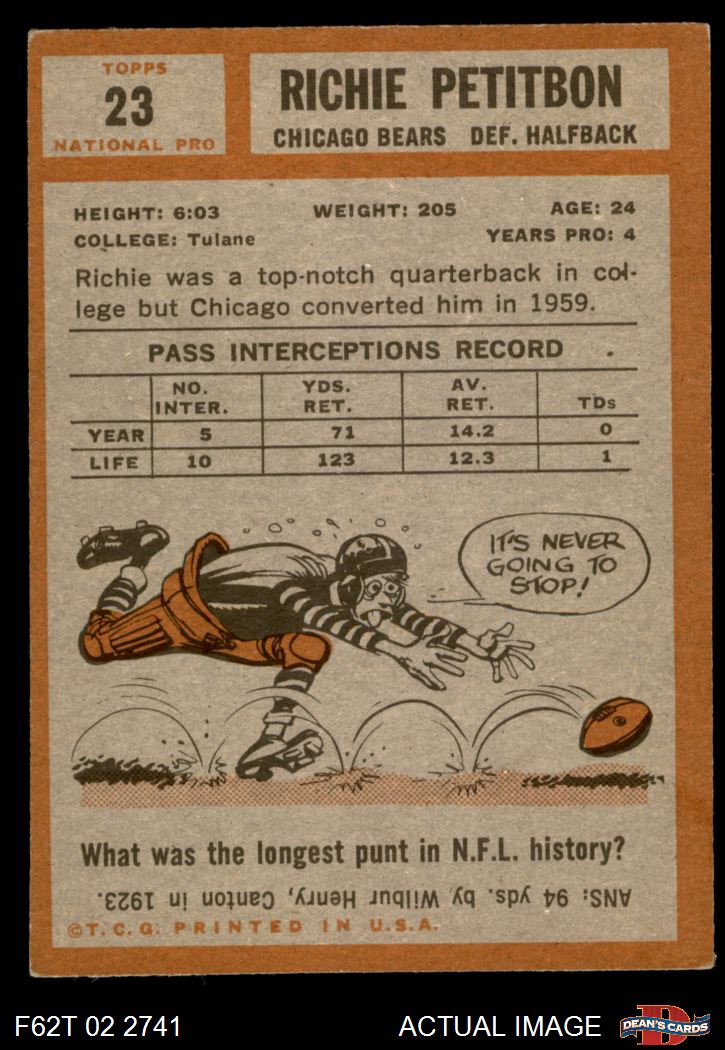 TOPPS
23
NATIONAL PRO
RICHIE PETITBON
CHICAGO BEARS DEF. HALFBACK
HEIGHT: 6:03 WEIGHT: 205 AGE: 24
COLLEGE: Tulane YEARS PRO: 4
Richie was a top-notch quarterback in col-
lege but Chicago converted him in 1959.
PASS INTERCEPTIONS RECORD
NO. INTER. YDS. RET. AV. RET. TDs
YEAR 5 71 14.2 0
LIFE 10 123 12.3 1
IT'S NEVER
GOING TO
STOP!
What was the longest punt in N.F.L. history?
ANS: 94 yds. by Wilbur Henry, Canton in 1923.
©T.C.G. PRINTED IN U.S.A.
F62T 02 2741 ACTUAL IMAGE
D
DEAN'S CARDS